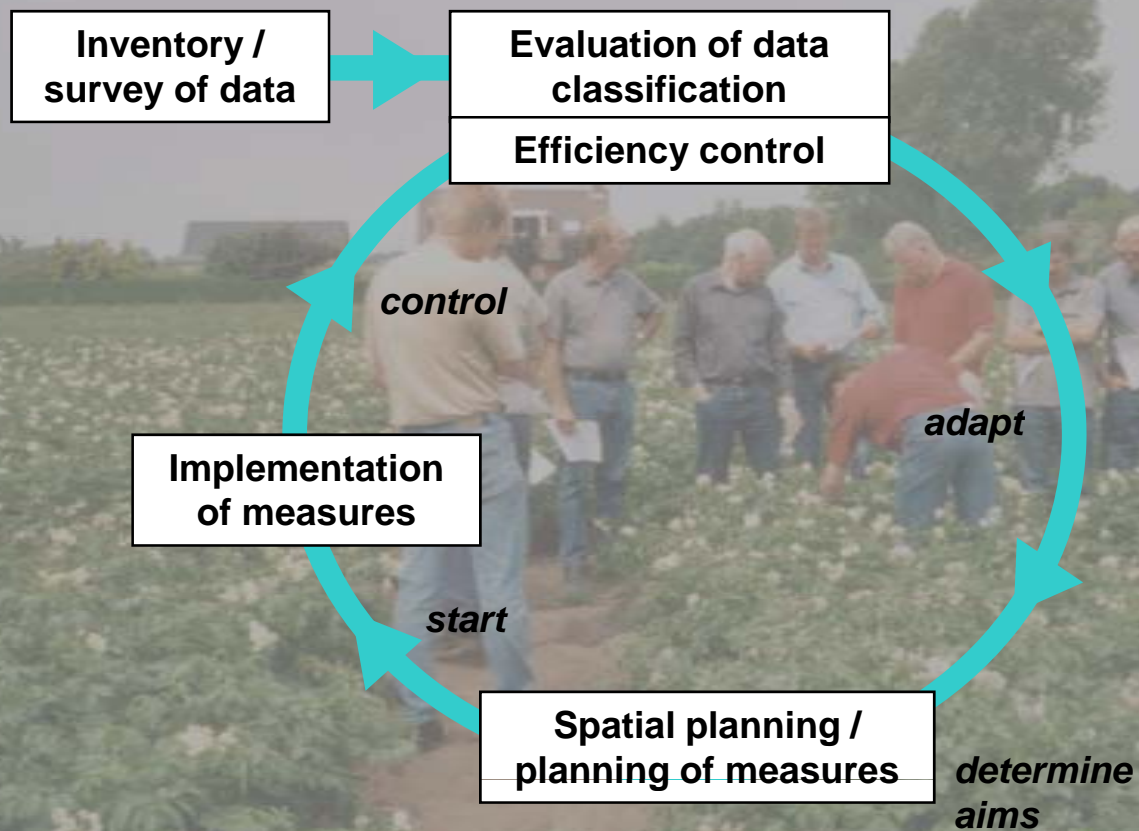 Inventory /
survey of data
Evaluation of data
classification
Efficiency control
control
adapt
Implementation
of measures
start
Spatial planning /
planning of measures
determine
aims